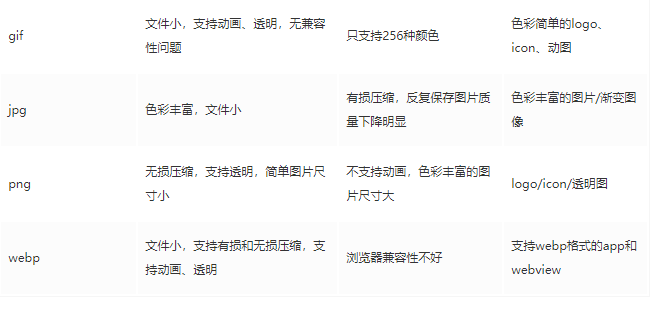 gif
文件小，支持动画、透明，无兼容
性问题
只支持256种颜色
色彩简单的logo、
icon、动图
jpg
色彩丰富，文件小
有损压缩，反复保存图片质
量下降明显
色彩丰富的图片/渐变图
像
png
无损压缩，支持透明，简单图片尺
寸小
不支持动画，色彩丰富的图
片尺寸大
logo/icon/透明图
webp
文件小，支持有损和无损压缩，支
持动画、透明
浏览器兼容性不好
支持webp格式的app和
webview